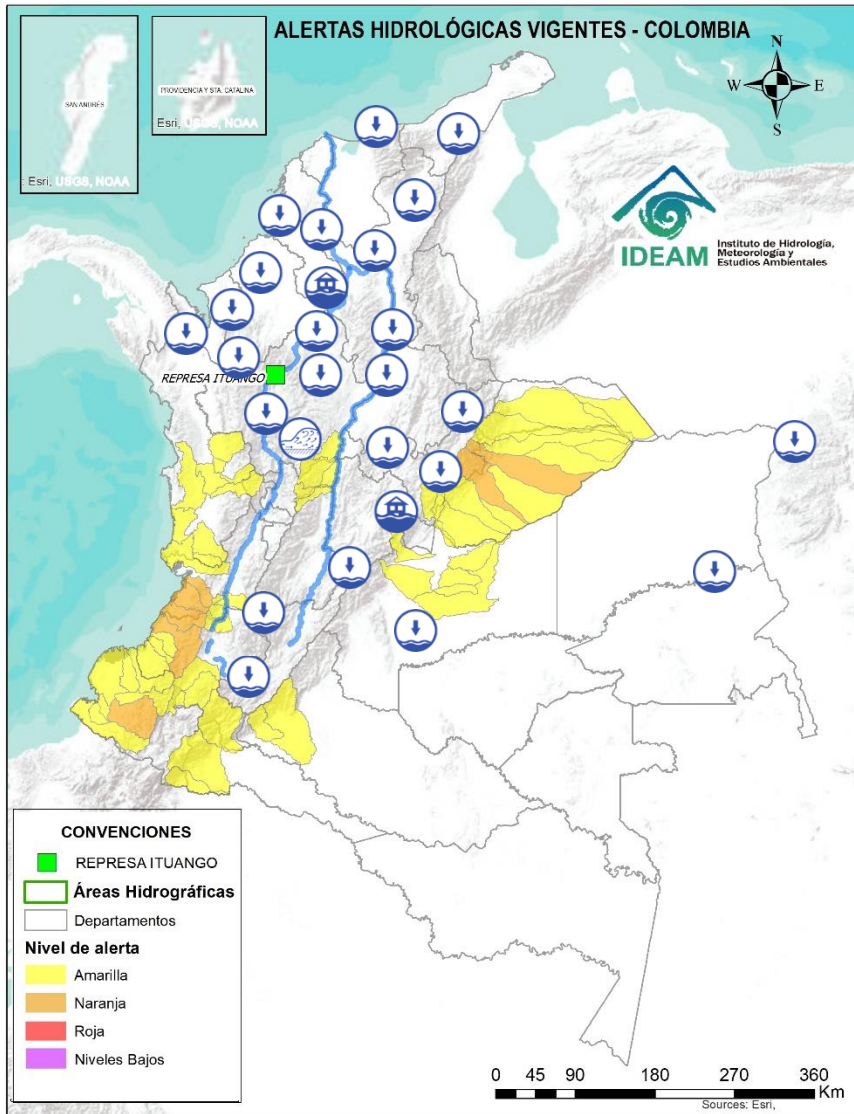 ALERTAS HIDROLÓGICAS VIGENTES - COLOMBIA
SAN ANDRÉS
Esri, USGS, NOAA
PROVIDENCIA Y STA. CATALINA
Esri, USGS, NOAA
N
W
E
S
IDEAM
Instituto de Hidrología,
Meteorología y
Estudios Ambientales
REPRESA ITUANGO
CONVENCIONES
REPRESA ITUANGO
Áreas Hidrográficas
Departamentos
Nivel de alerta
Amarilla
Naranja
Roja
Niveles Bajos
0 45 90 180 270 360
Km
Sources: Esri,